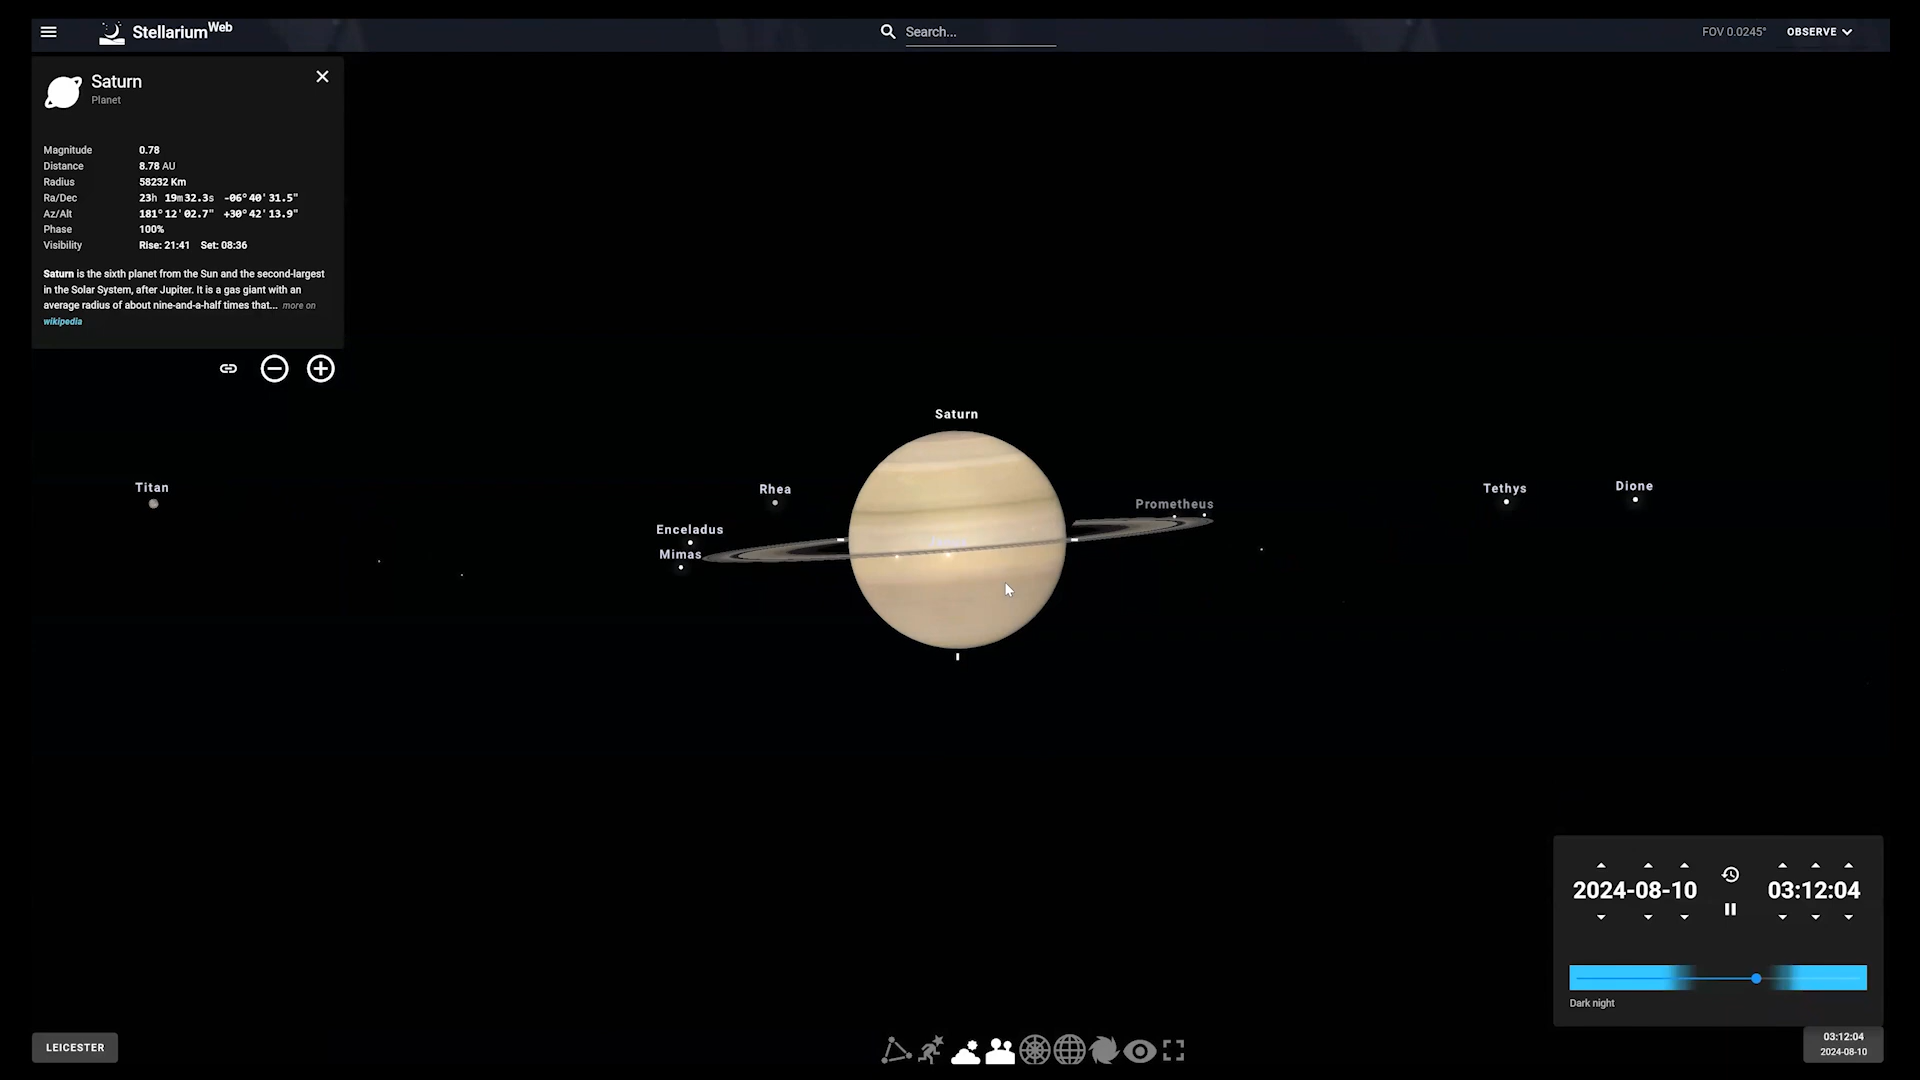 StellariumWeb
Search...
FOV 0.0245°
OBSERVE
Saturn
Planet
Magnitude 0.78
Distance 8.78 AU
Radius 58232 Km
Ra/Dec 23h 19m32.3s -06°40'31.5"
Az/Alt 181°12'02.7" +30°42'13.9"
Phase 100%
Visibility Rise: 21:41 Set: 08:36
Saturn is the sixth planet from the Sun and the second-largest
in the Solar System, after Jupiter. It is a gas giant with an
average radius of about nine-and-a-half times that... more on
wikipedia
Saturn
Titan
Rhea
Tethys
Dione
Prometheus
Enceladus
Mimas
2024-08-10
03:12:04
Dark night
LEICESTER
03:12:04
2024-08-10